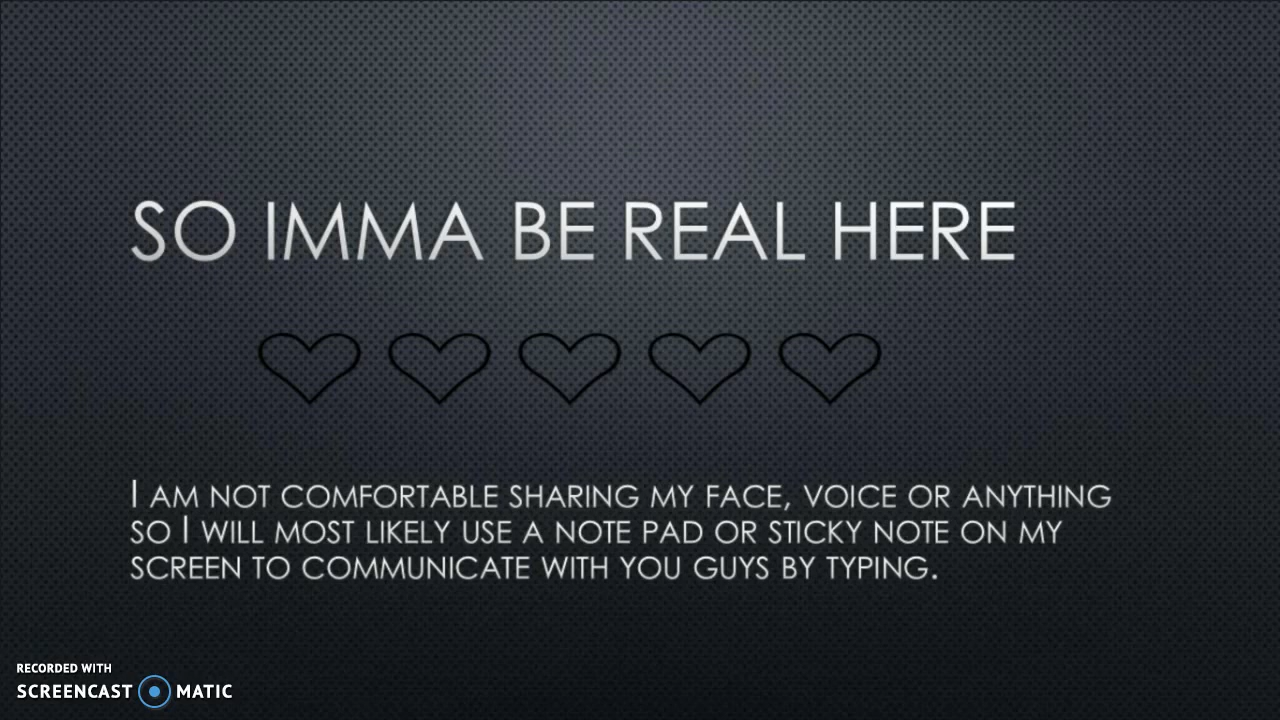 SO IMMA BE REAL HERE
I AM NOT COMFORTABLE SHARING MY FACE, VOICE OR ANYTHING
SO I WILL MOST LIKELY USE A NOTE PAD OR STICKY NOTE ON MY
SCREEN TO COMMUNICATE WITH YOU GUYS BY TYPING.
RECORDED WITH
SCREENCAST MATIC